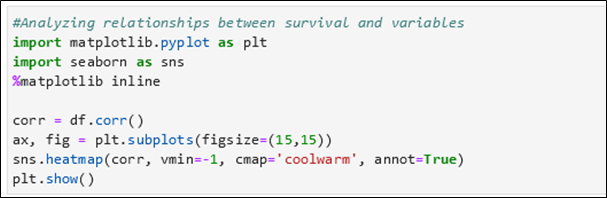 #Analyzing relationships between survival and variables
import matplotlib.pyplot as plt
import seaborn as sns
%matplotlib inline
corr = df.corr()
ax, fig = plt.subplots(figsize=(15,15))
sns.heatmap(corr, vmin=-1, cmap='coolwarm', annot=True)
plt.show()